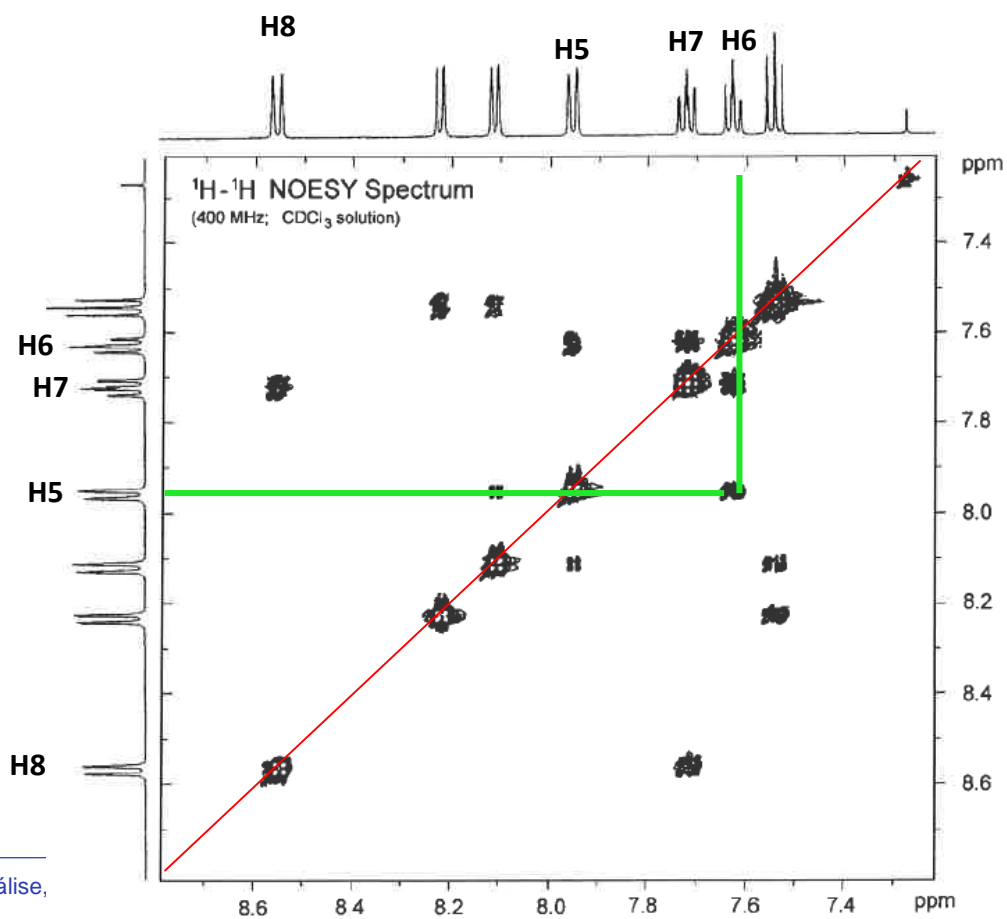 H8
H5
H7
H6
ppm
¹H-¹H NOESY Spectrum
(400 MHz; CDCl₃ solution)
7.4
H6
7.6
H7
7.8
H5
8.0
8.2
8.4
H8
8.6
álise,
8.6
8.4
8.2
8.0
7.8
7.6
7.4
ppm